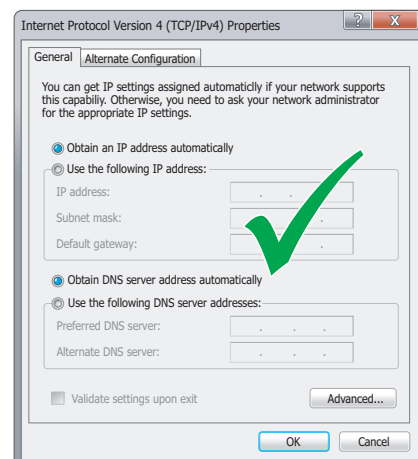 Internet Protocol Version 4 (TCP/IPv4) Properties
? X
General Alternate Configuration
You can get IP settings assigned automaticlly if your network supports
this capabiliy. Otherwise, you need to ask your network administrator
for the appropriate IP settings.
Obtain an IP address automatically
Use the following IP address:
IP address:
Subnet mask:
Default gateway:
Obtain DNS server address automatically
Use the following DNS server addresses:
Preferred DNS server:
Alternate DNS server:
Validate settings upon exit
Advanced...
OK Cancel